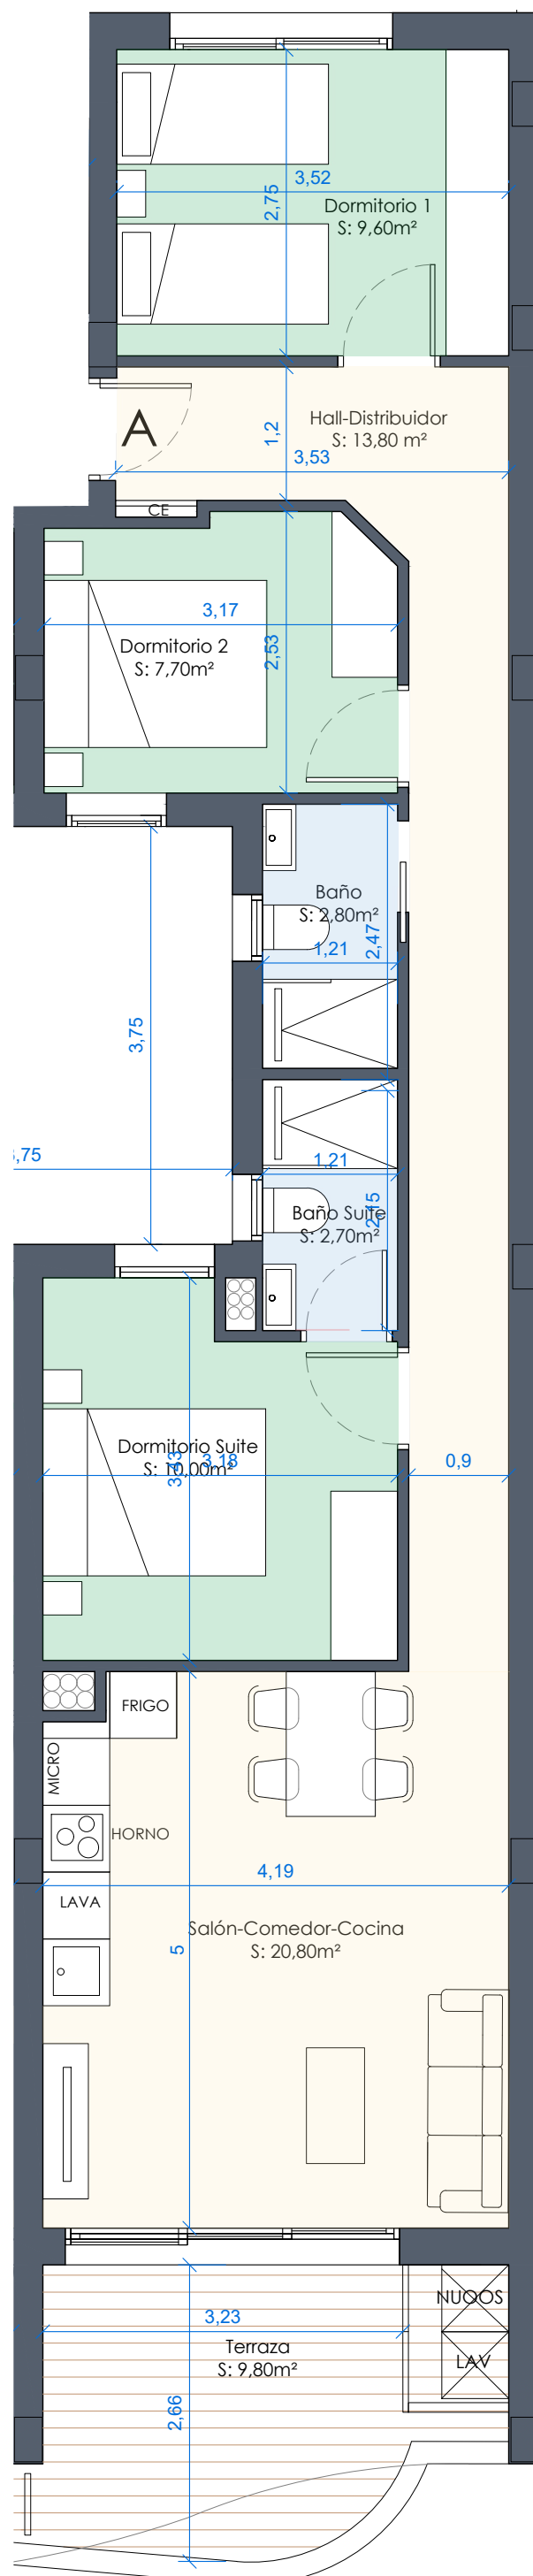 3,52
2,75
Dormitorio 1
S: 9,60m²
A
Hall-Distribuidor
S: 13,80 m²
1,2
3,53
CE
3,17
Dormitorio 2
S: 7,70m²
2,53
Baño
S: 2,80m²
1,21
2,47
3,75
,75
1,21
Baño Suite
S: 2,70m²
2,15
Dormitorio Suite
S: 10,00m²
3,43
3,18
0,9
FRIGO
MICRO
HORNO
4,19
LAVA
Salón-Comedor-Cocina
S: 20,80m²
5
NUOOS
3,23
Terraza
S: 9,80m²
LAV
2,66